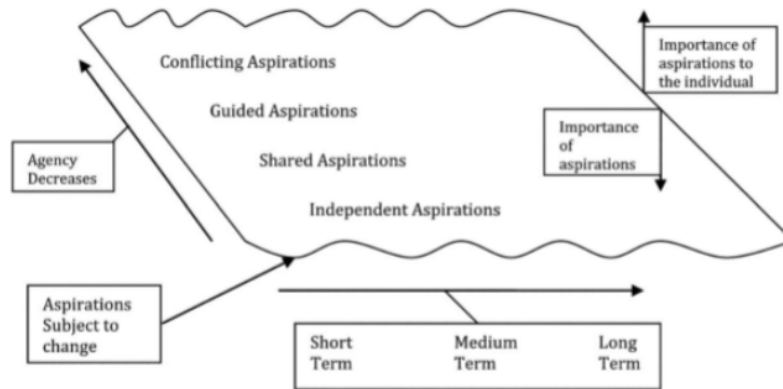 Conflicting Aspirations
Guided Aspirations
Shared Aspirations
Independent Aspirations
Importance of
aspirations to
the individual
Importance
of
aspirations
Agency
Decreases
Aspirations
Subject to
change
Short Medium Long
Term Term Term